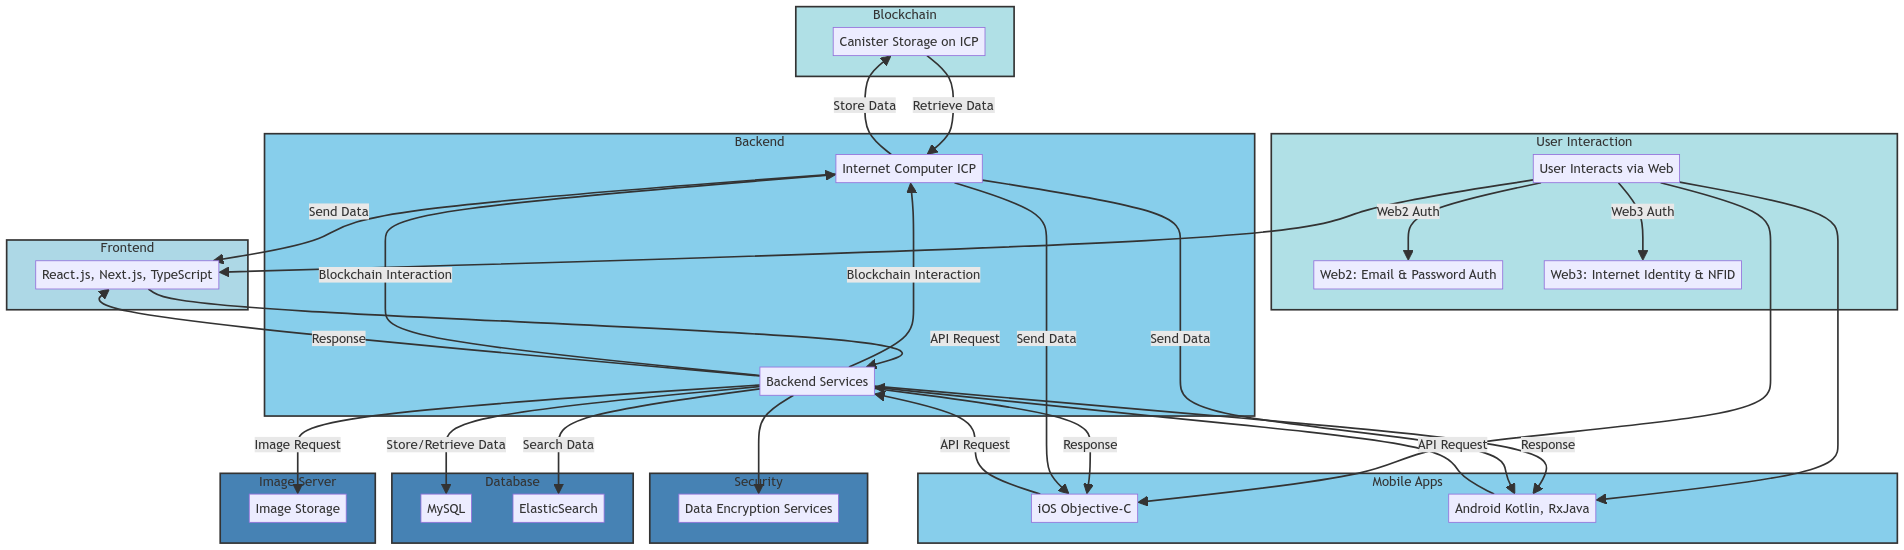 Blockchain
Canister Storage on ICP
Store Data
Retrieve Data
Backend
User Interaction
Internet Computer ICP
User Interacts via Web
Send Data
Web2 Auth
Web3 Auth
Frontend
React.js, Next.js, TypeScript
Blockchain Interaction
Blockchain Interaction
Web2: Email & Password Auth
Web3: Internet Identity & NFID
Response
API Request
Send Data
Send Data
Backend Services
Image Request
Store/Retrieve Data
Search Data
API Request
Response
API Request
Response
Image Server
Database
Security
Mobile Apps
Image Storage
MySQL
ElasticSearch
Data Encryption Services
iOS Objective-C
Android Kotlin, RxJava